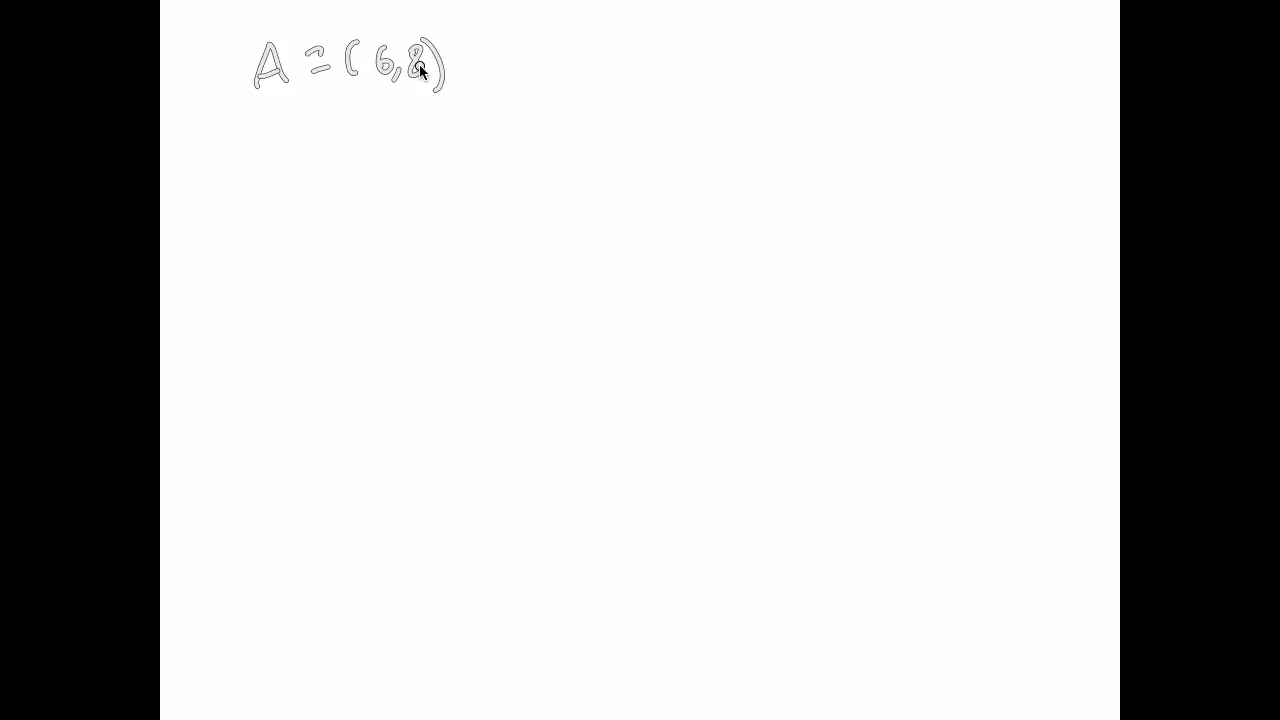 A = (6,8)